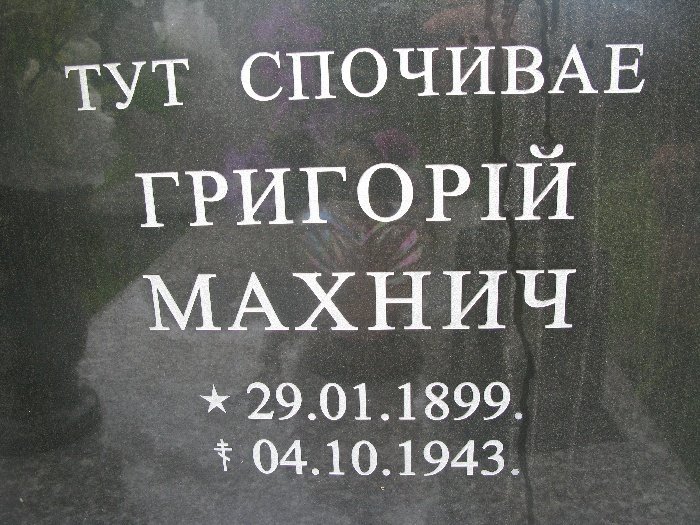 ТУТ СПОЧИВАЕ
ГРИГОРІЙ
МАХНИЧ
★ 29.01.1899.
☦ 04.10.1943.